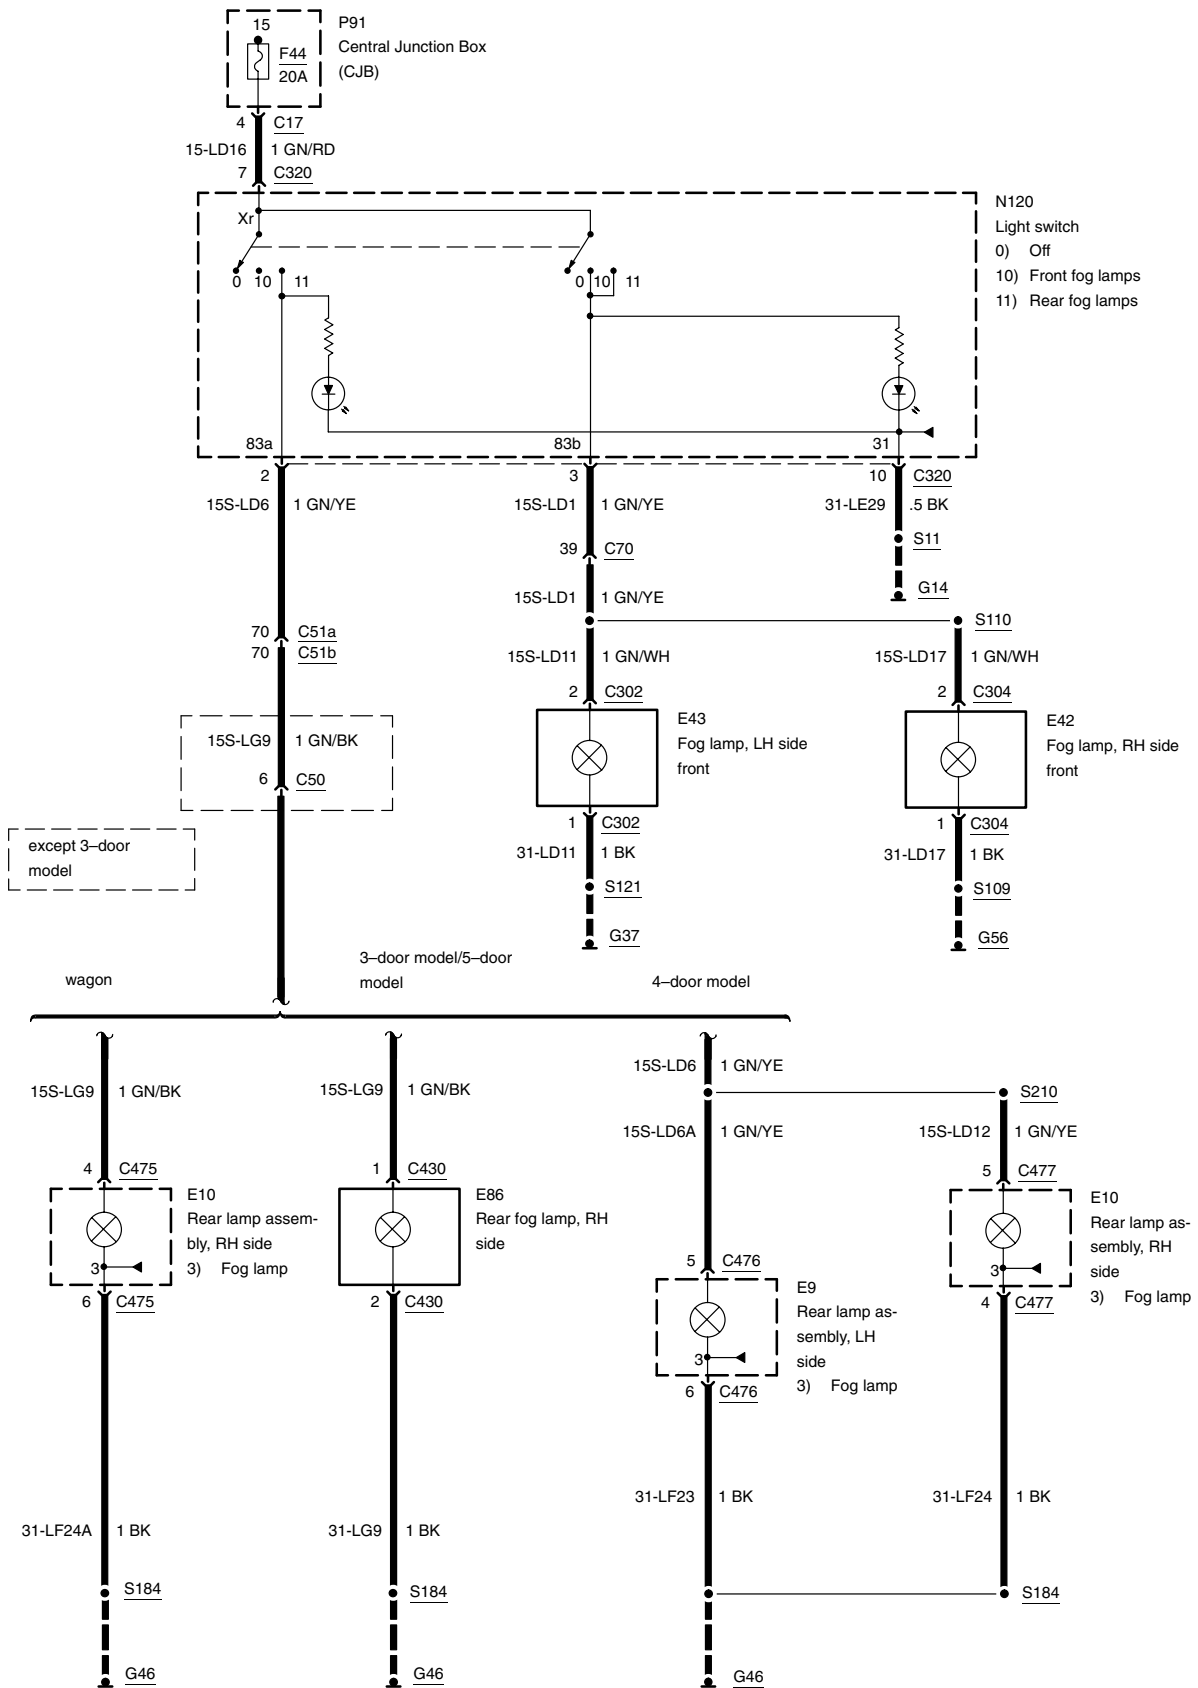 15
P91
F44
Central Junction Box
20A
(CJB)
4 C17
15-LD16 1 GN/RD
7 C320
N120
Xr
Light switch
0) Off
0 10 11
0 10 11
10) Front fog lamps
11) Rear fog lamps
83a 83b 31
2 3 10 C320
15S-LD6 1 GN/YE 15S-LD1 1 GN/YE 31-LE29 .5 BK
39 C70
S11
15S-LD1 1 GN/YE
G14
70 C51a
70 C51b
S110
15S-LD11 1 GN/WH
15S-LD17 1 GN/WH
2 C302
2 C304
E43
Fog lamp, LH side
front
E42
Fog lamp, RH side
front
15S-LG9 1 GN/BK
6 C50
1 C302
1 C304
31-LD11 1 BK
31-LD17 1 BK
except 3–door
model
S121
S109
G37
G56
wagon
3–door model/5–door
model
4–door model
15S-LD6 1 GN/YE
15S-LG9 1 GN/BK
15S-LG9 1 GN/BK
S210
15S-LD6A 1 GN/YE
15S-LD12 1 GN/YE
4 C475
1 C430
5 C477
E10
Rear lamp assem-
bly, RH side
3) Fog lamp
3
E86
Rear fog lamp, RH
side
E10
Rear lamp as-
sembly, RH
side
3) Fog lamp
3
5 C476
6 C475
2 C430
4 C477
E9
Rear lamp as-
sembly, LH
side
3) Fog lamp
3
6 C476
31-LF23 1 BK
31-LF24 1 BK
31-LF24A 1 BK
31-LG9 1 BK
S184
S184
S184
G46
G46
G46